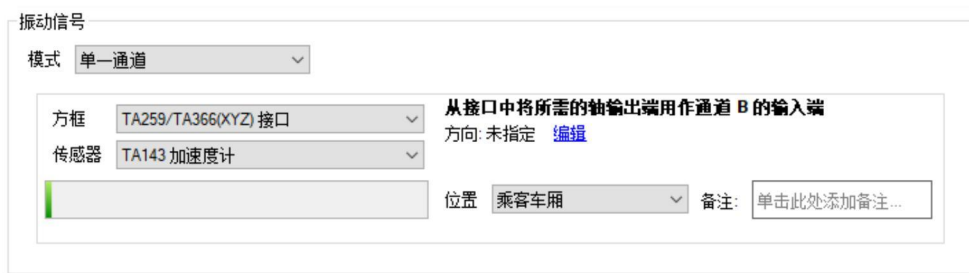 振动信号
模式 单一通道
方框 TA259/TA366(XYZ) 接口 从接口中将所需的轴输出端用作通道 B 的输入端
方向: 未指定 编辑
传感器 TA143 加速度计
位置 乘客车厢 备注: 单击此处添加备注...